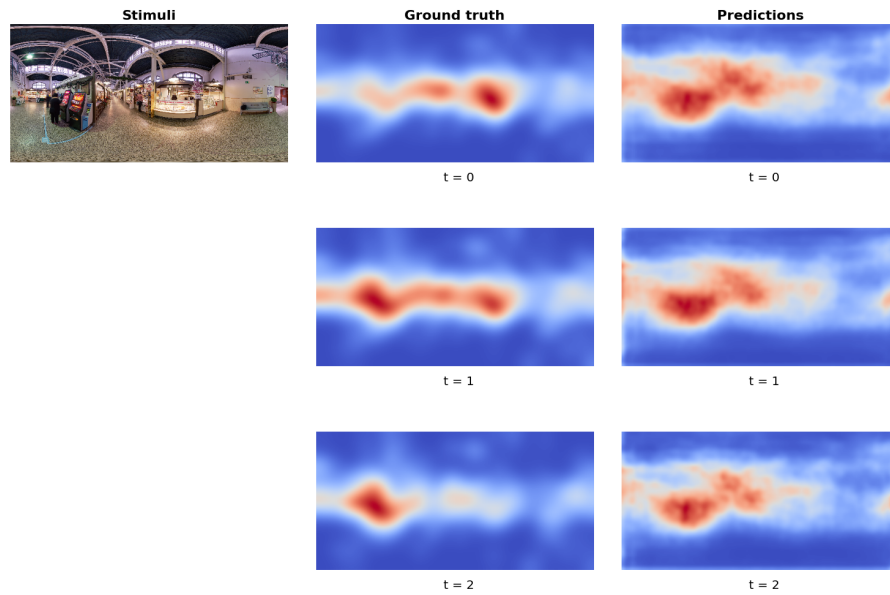 Stimuli
Ground truth
Predictions
t = 0
t = 0
t = 1
t = 1
t = 2
t = 2